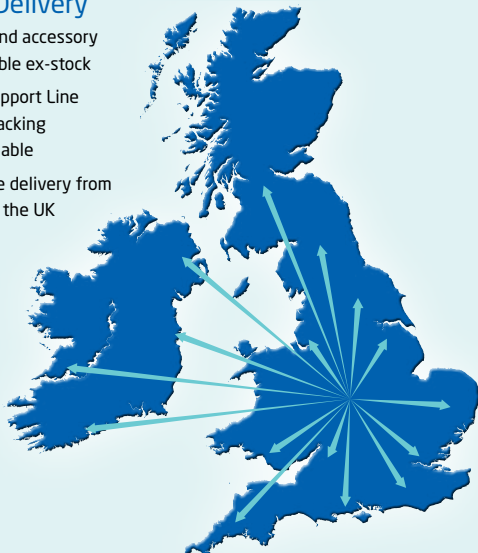 Delivery
nd accessory
ble ex-stock
pport Line
acking
able
e delivery from
the UK